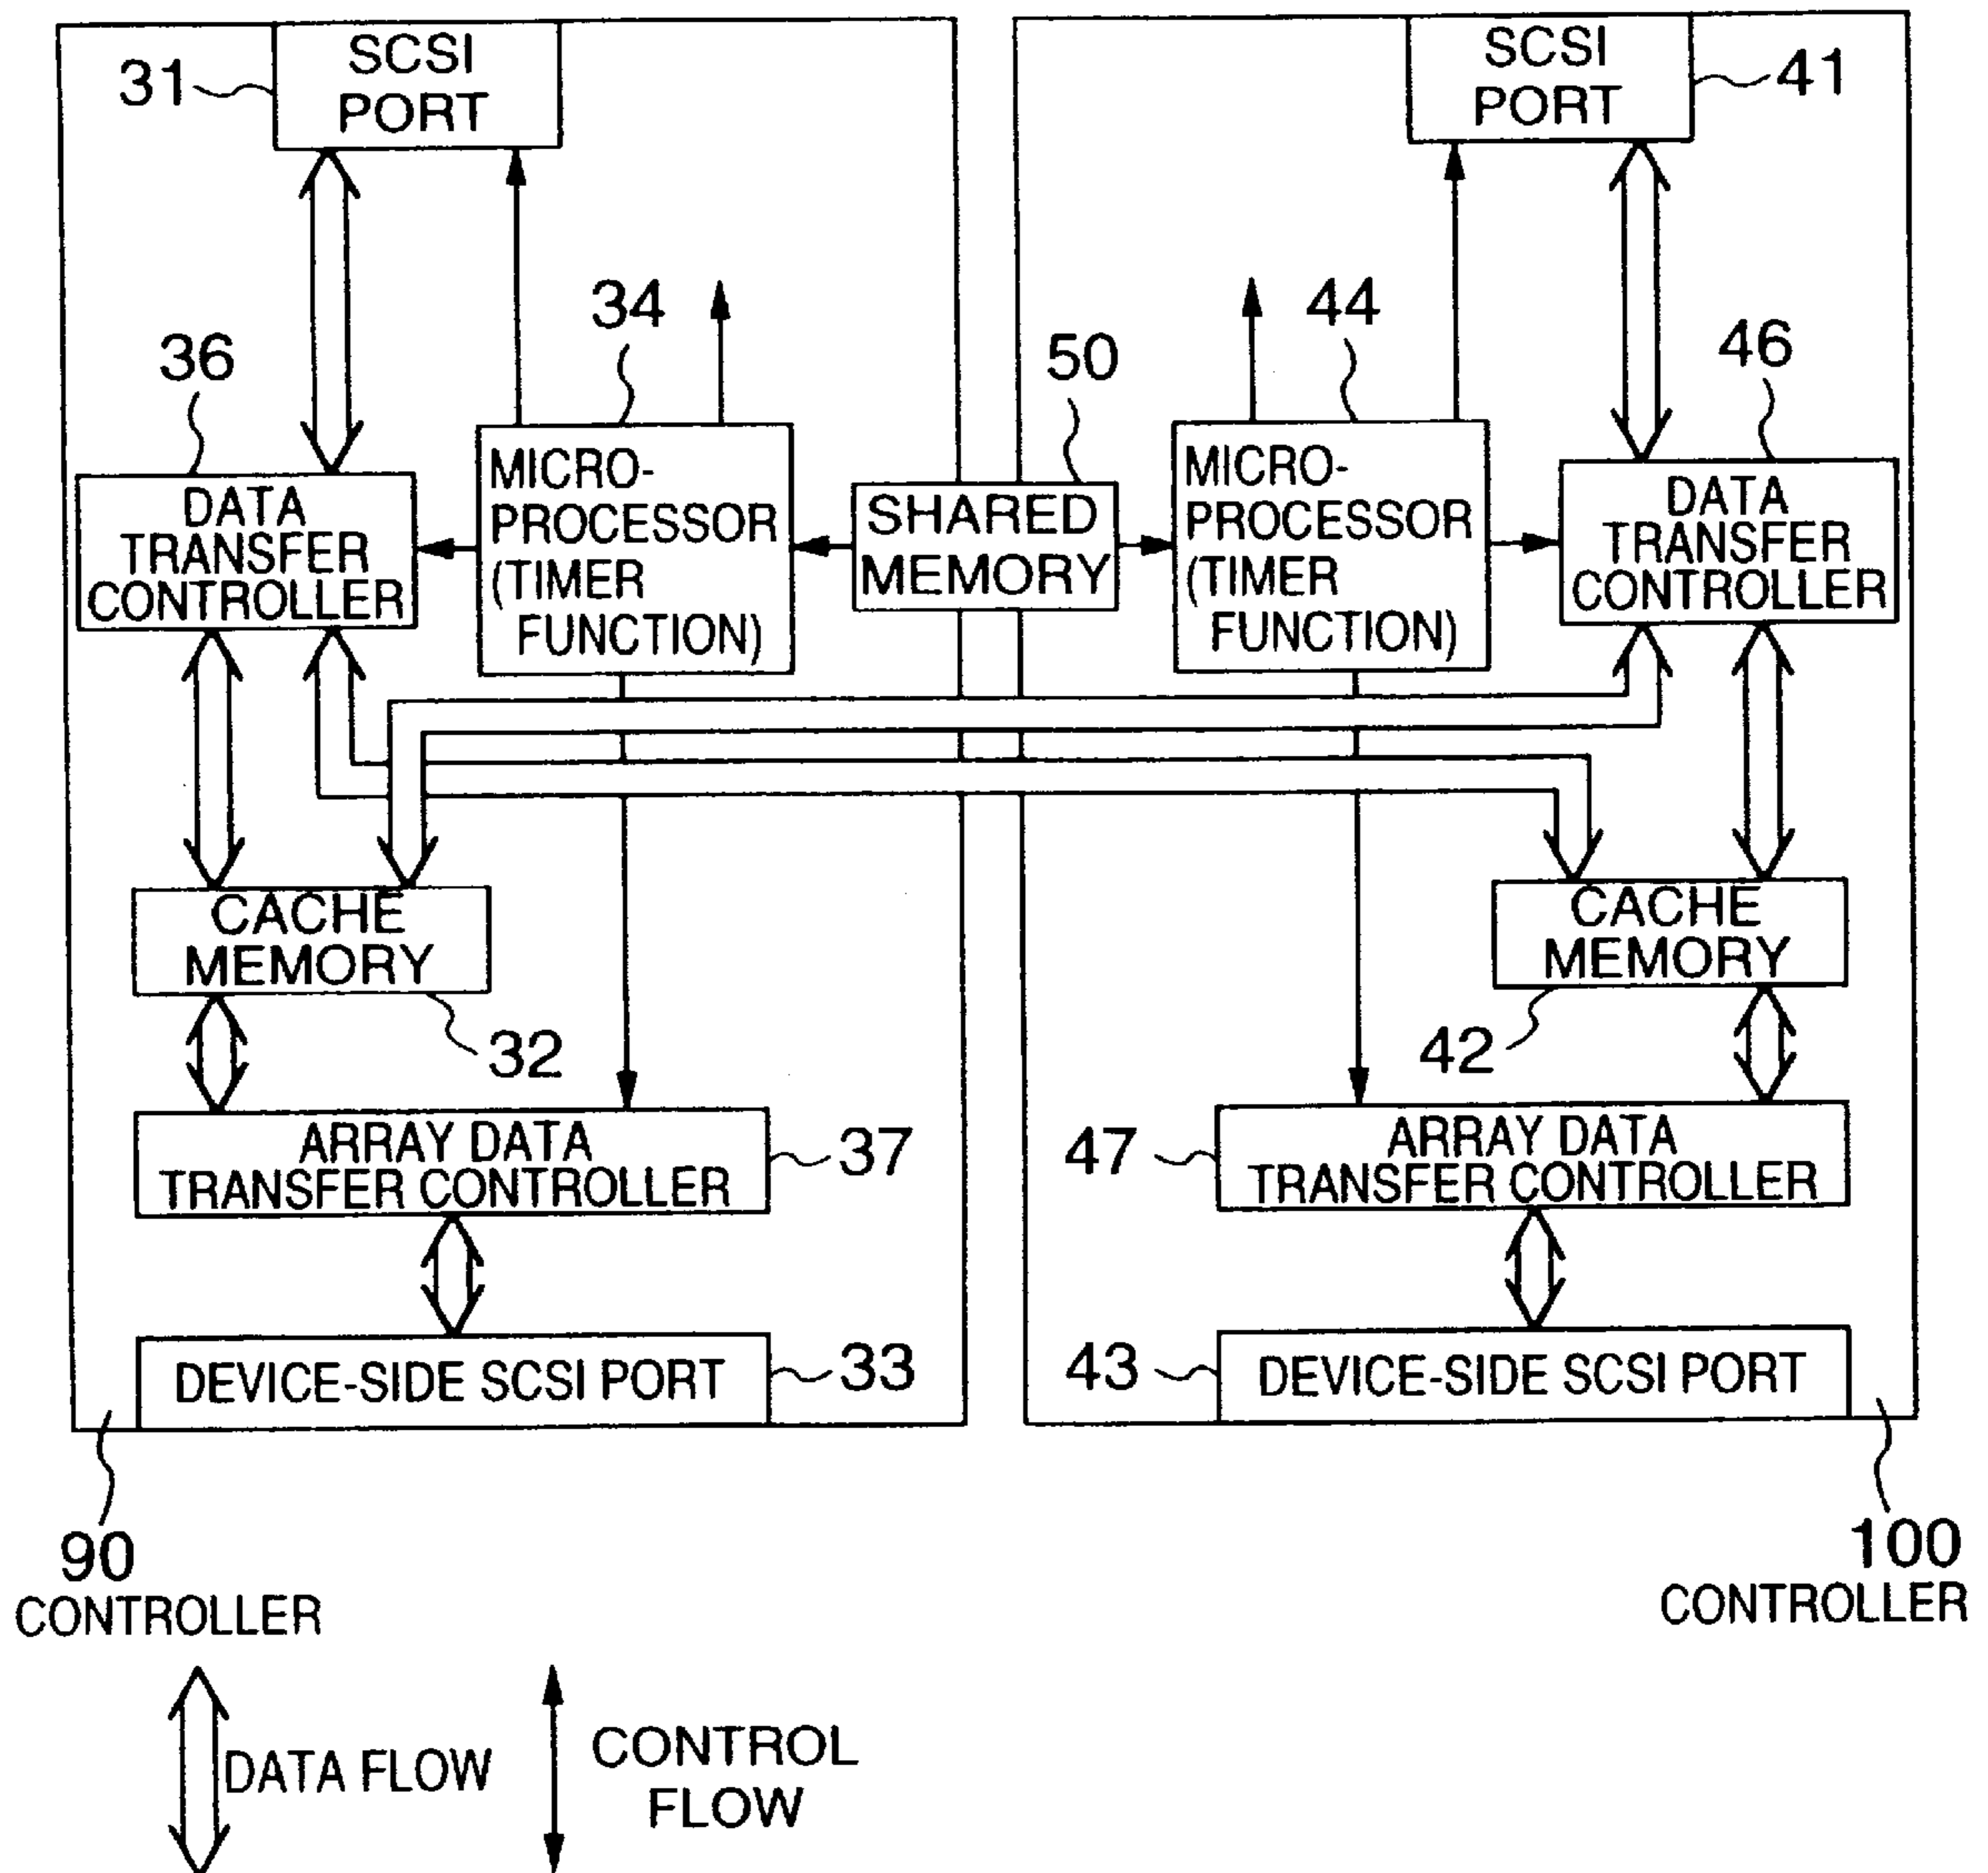 SCSI
PORT
31
SCSI
PORT
41
34
44
36
50
46
MICRO-
PROCESSOR
(TIMER
FUNCTION)
DATA
TRANSFER
CONTROLLER
SHARED
MEMORY
MICRO-
PROCESSOR
(TIMER
FUNCTION)
DATA
TRANSFER
CONTROLLER
CACHE
MEMORY
32
CACHE
MEMORY
42
ARRAY DATA
TRANSFER CONTROLLER
37
47
ARRAY DATA
TRANSFER CONTROLLER
DEVICE-SIDE SCSI PORT
33
43
DEVICE-SIDE SCSI PORT
90
CONTROLLER
100
CONTROLLER
DATA FLOW
CONTROL
FLOW